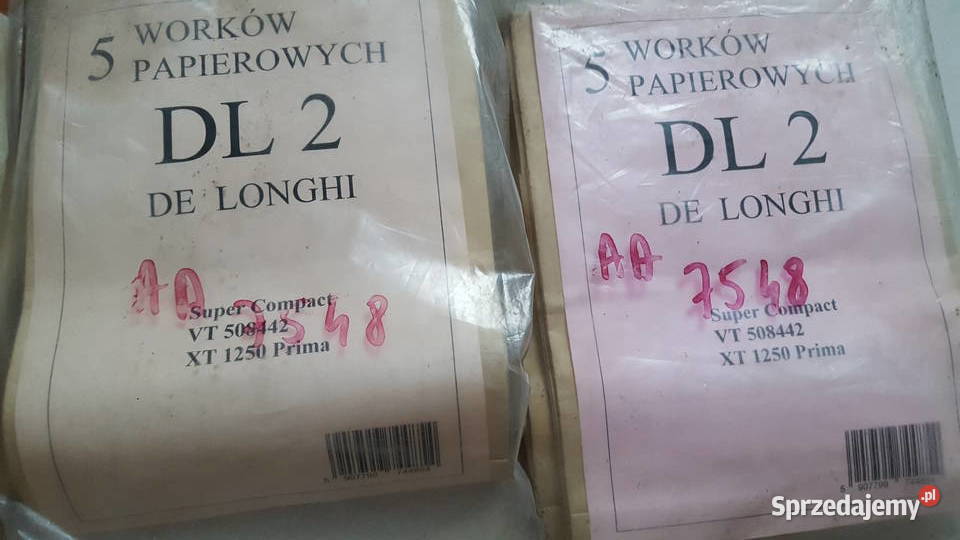 5 WORKÓW
PAPIEROWYCH
DL 2
DE LONGHI
AA 7548
Super Compact
VT 508442
XT 1250 Prima
5 WORKÓW
PAPIEROWYCH
DL 2
DE LONGHI
AA 7548
Super Compact
VT 508442
XT 1250 Prima
Sprzedajemy.pl